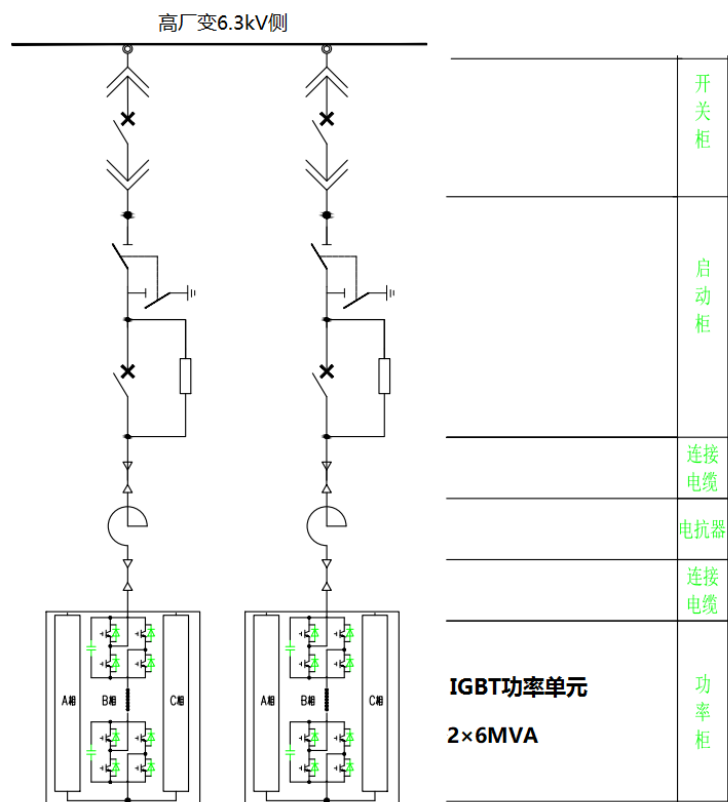 高厂变6.3kV侧
开关柜
启动柜
连接
电缆
电抗器
连接
电缆
A相
B相
C相
A相
B相
C相
IGBT功率单元
2×6MVA
功率柜